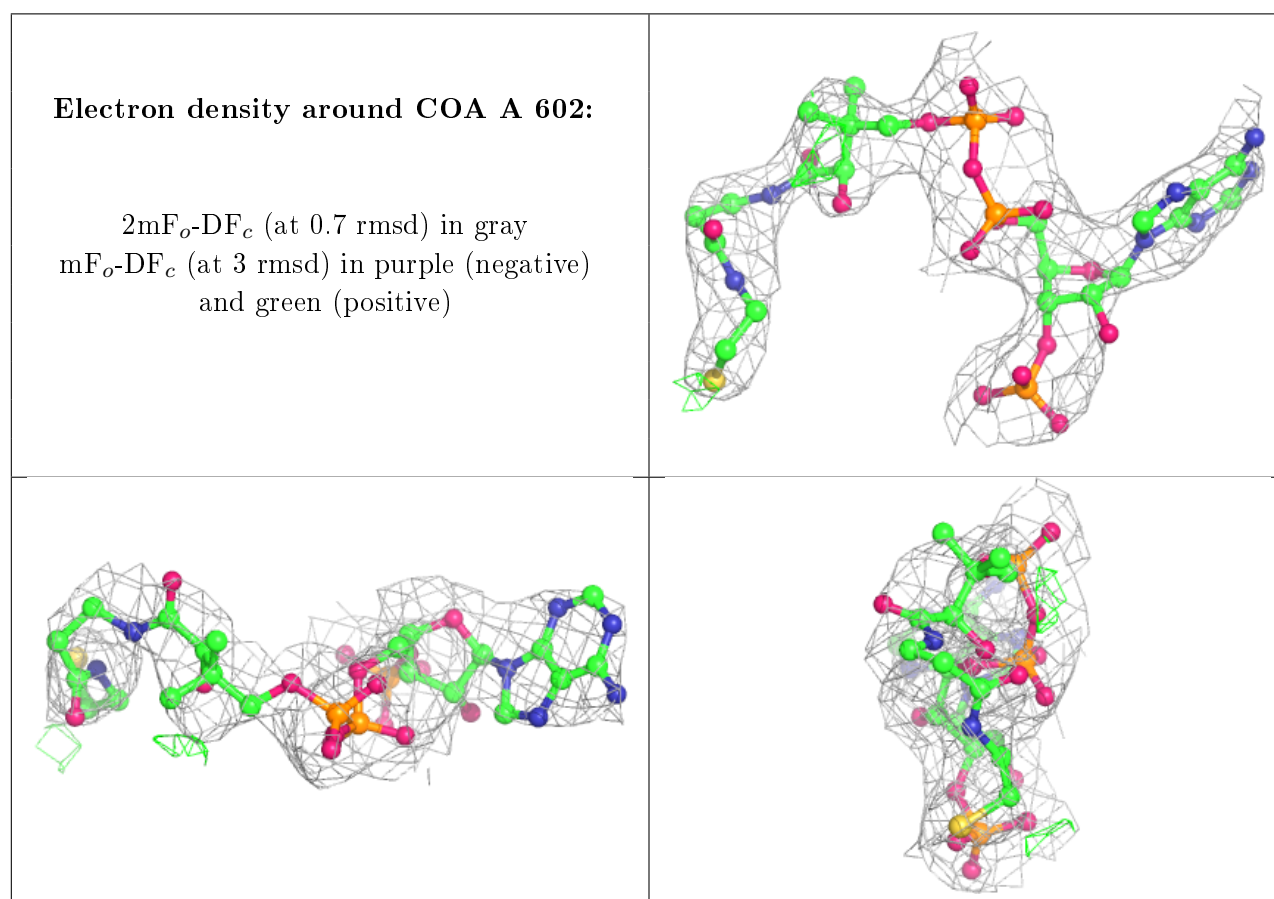 Electron density around COA A 602:
2mFo-DFc (at 0.7 rmsd) in gray
mFo-DFc (at 3 rmsd) in purple (negative)
and green (positive)